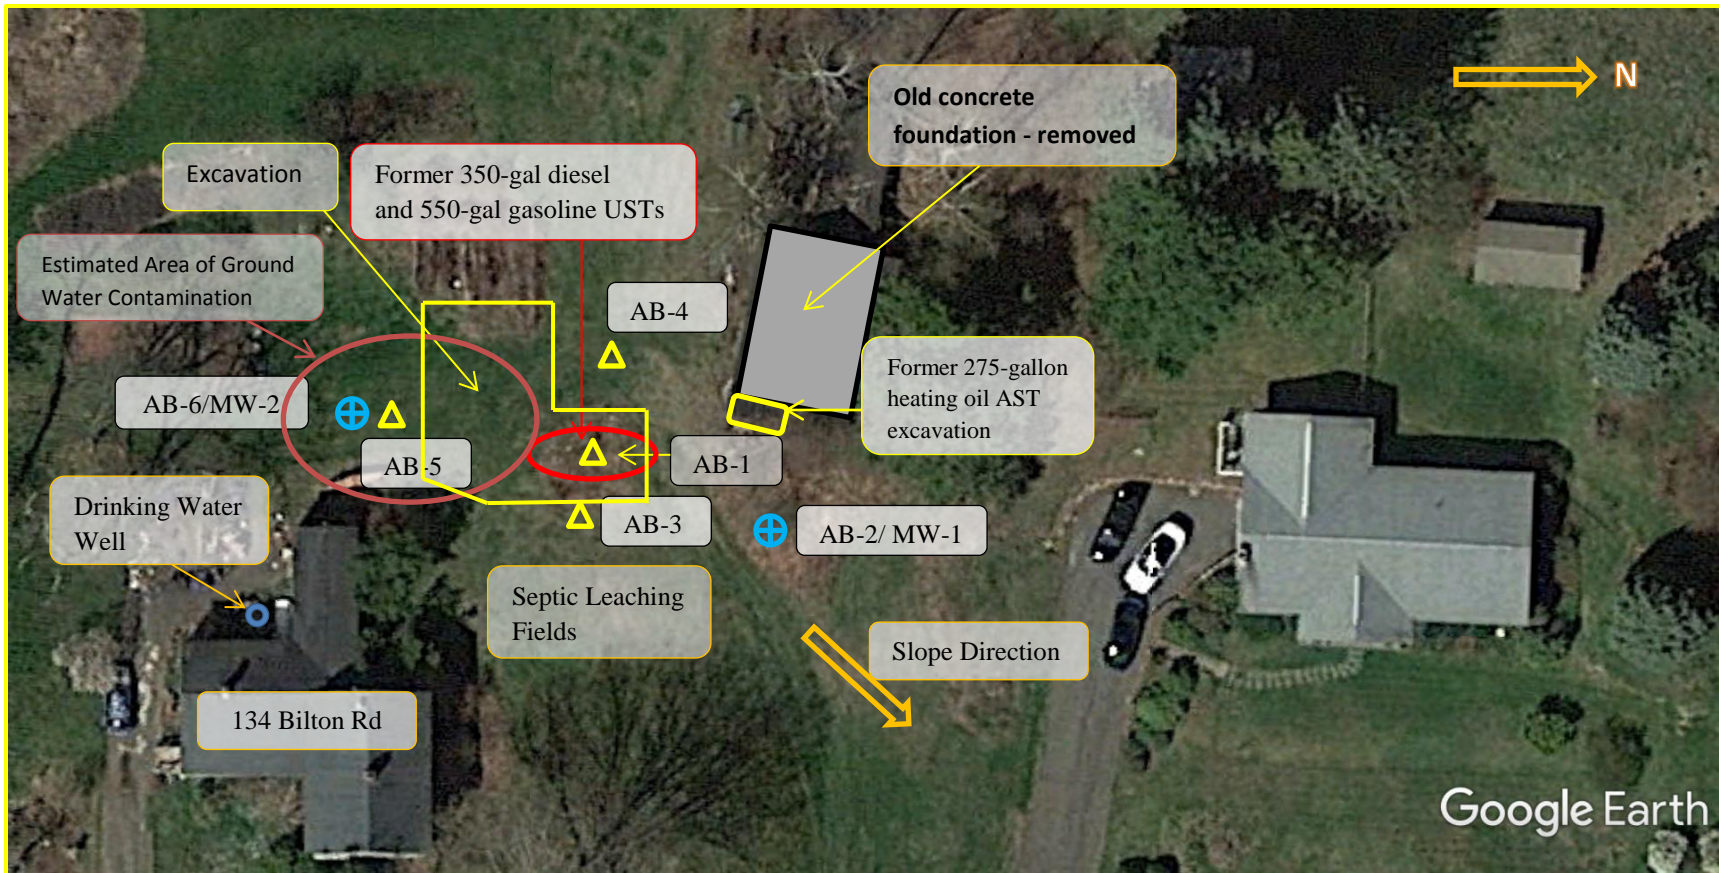 N
Old concrete
foundation - removed
Excavation
Former 350-gal diesel
and 550-gal gasoline USTs
Estimated Area of Ground
Water Contamination
AB-4
Former 275-gallon
heating oil AST
excavation
AB-6/MW-2
AB-5
AB-1
Drinking Water
Well
AB-3
AB-2/ MW-1
Septic Leaching
Fields
Slope Direction
134 Bilton Rd
Google Earth